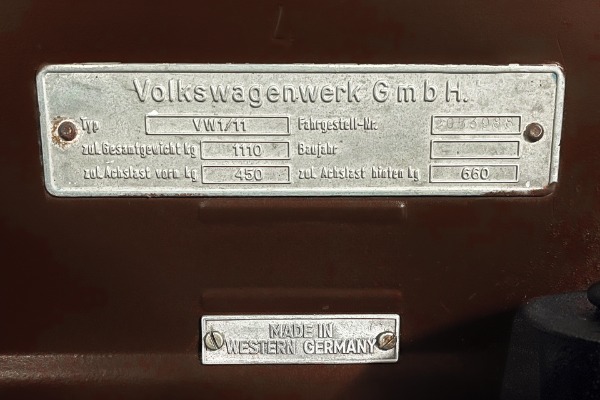 Volkswagenwerk GmbH.
Typ VW1/11 Fahrgestell-Nr.
zul. Gesamtgewicht kg 1110 Baujahr -
zul. Achslast vorn kg 450 zul. Achslast hinten kg 660
MADE IN
WESTERN GERMANY